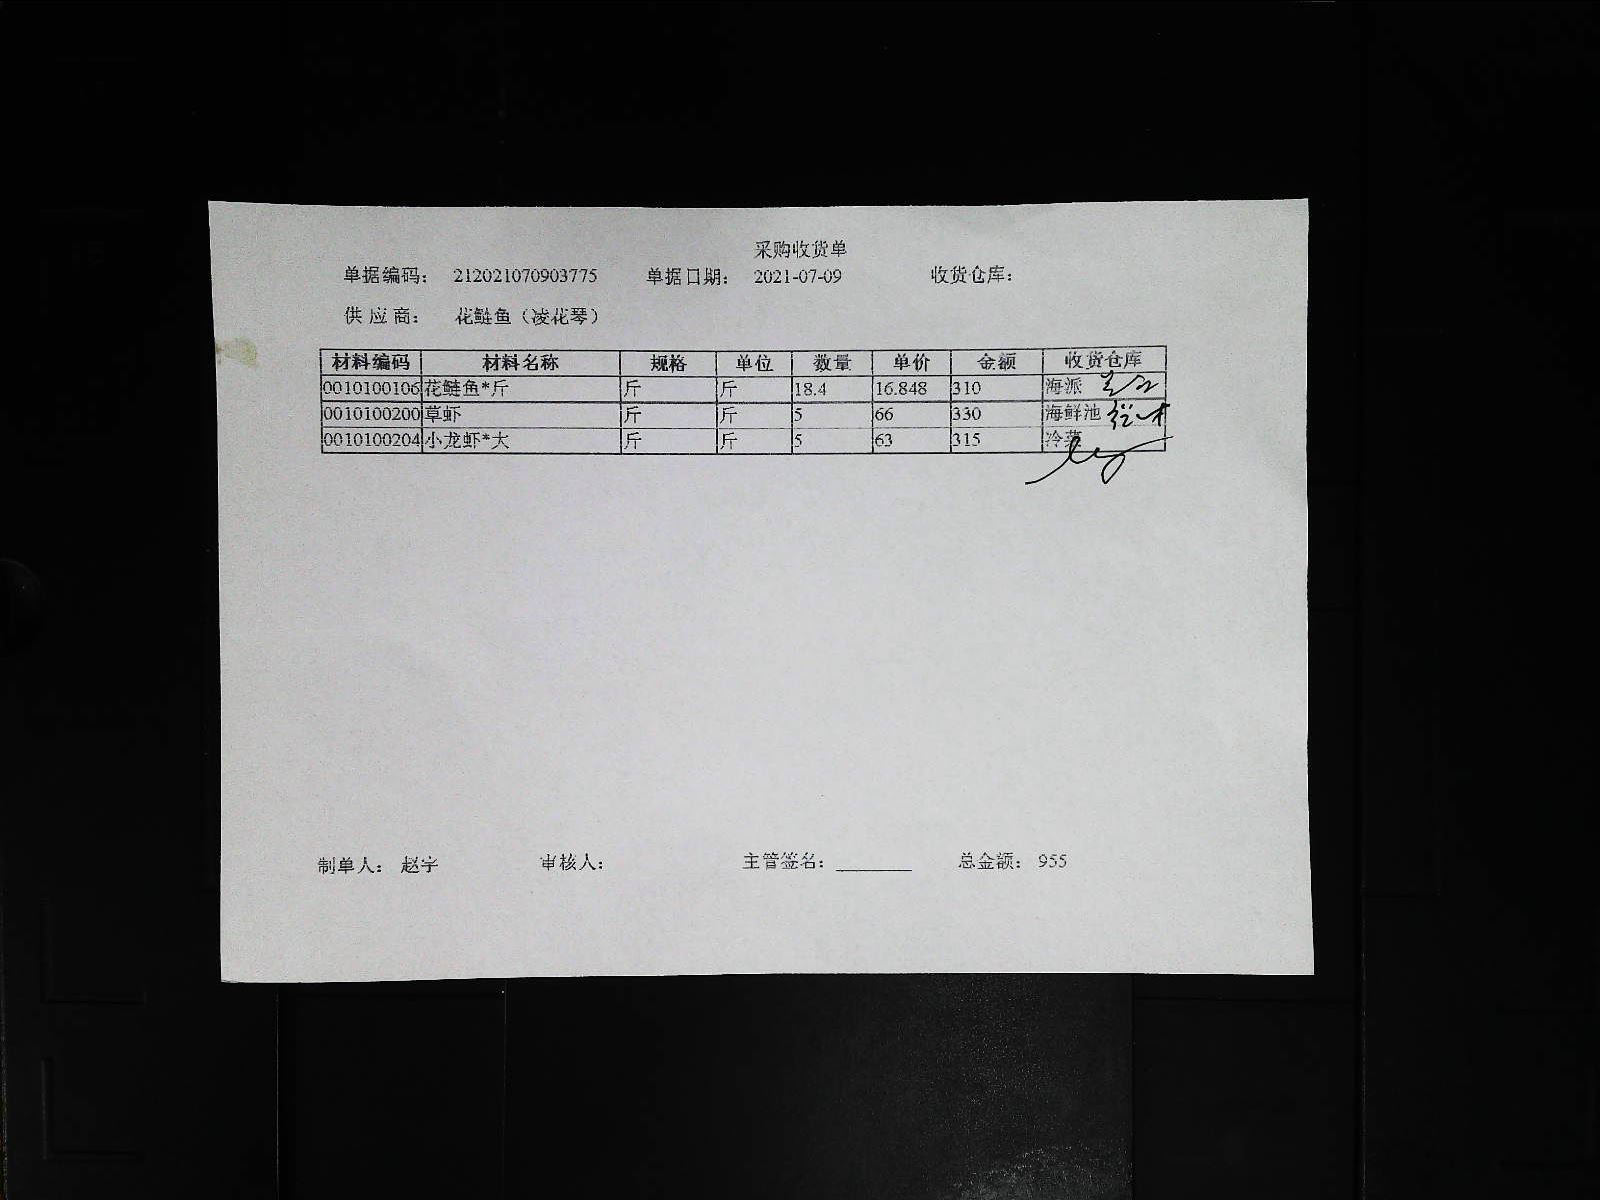 采购收货单
单据编码： 212021070903775 单据日期： 2021-07-09 收货仓库：
供应商： 花鲢鱼（凌花琴）
材料编码 材料名称 规格 单位 数量 单价 金额 收货仓库
0010100106 花鲢鱼*斤 斤 斤 18.4 16.848 310 海派
0010100200 草虾 斤 斤 5 66 330 海鲜池
0010100204 小龙虾*大 斤 斤 5 63 315 冷菜
制单人： 赵宇 审核人： 主管签名： 总金额： 955